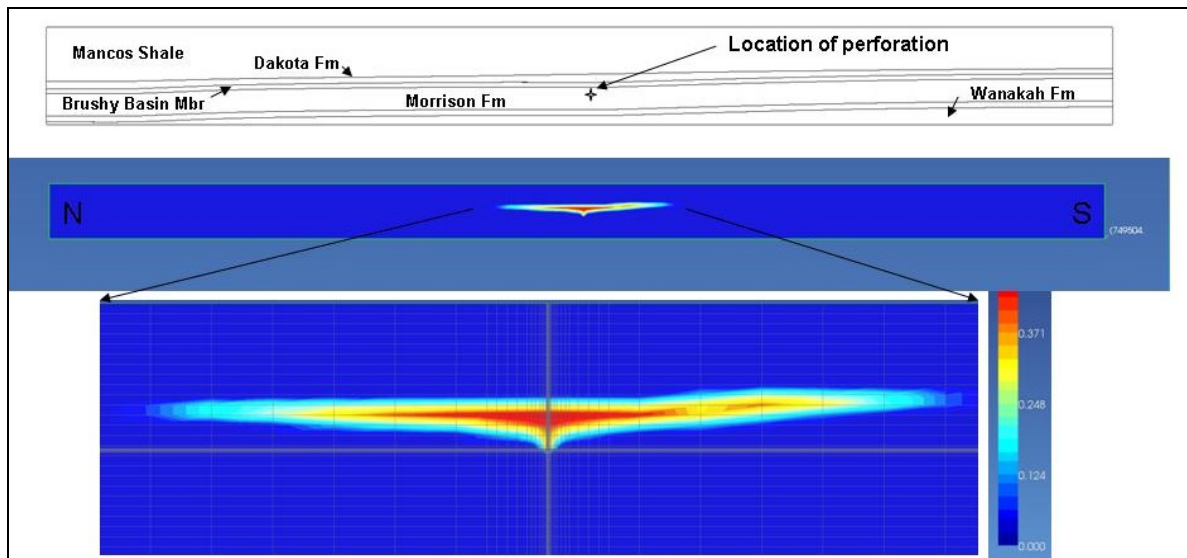 Mancos Shale
Location of perforation
Dakota Fm
Brushy Basin Mbr
Morrison Fm
Wanakah Fm
N
S
(749504.
0.371
0.248
0.124
0.000